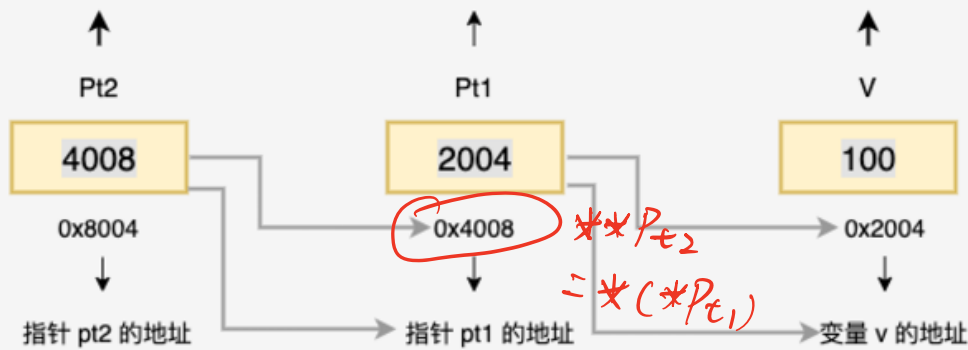 Pt2 Pt1 V
4008 2004 100
0x8004 0x4008 0x2004
**Pt2
=*(*Pt1)
指针 pt2 的地址 指针 pt1 的地址 变量 v 的地址